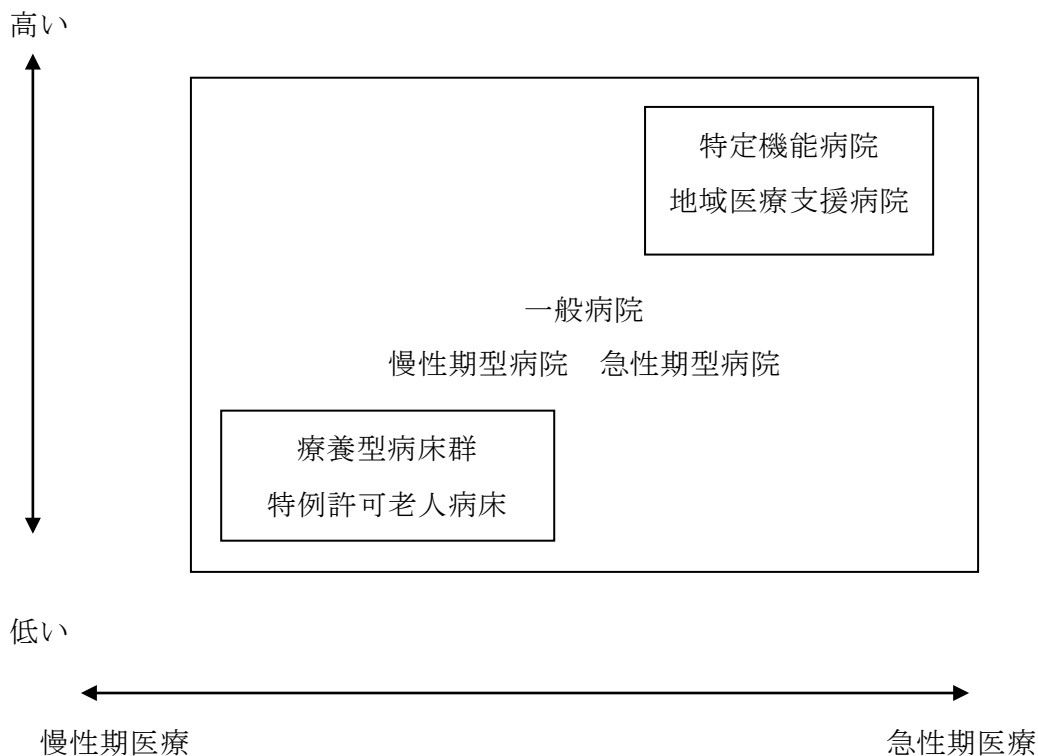 高い
特定機能病院
地域医療支援病院
一般病院
慢性期型病院　急性期型病院
療養型病床群
特例許可老人病床
低い
慢性期医療　急性期医療